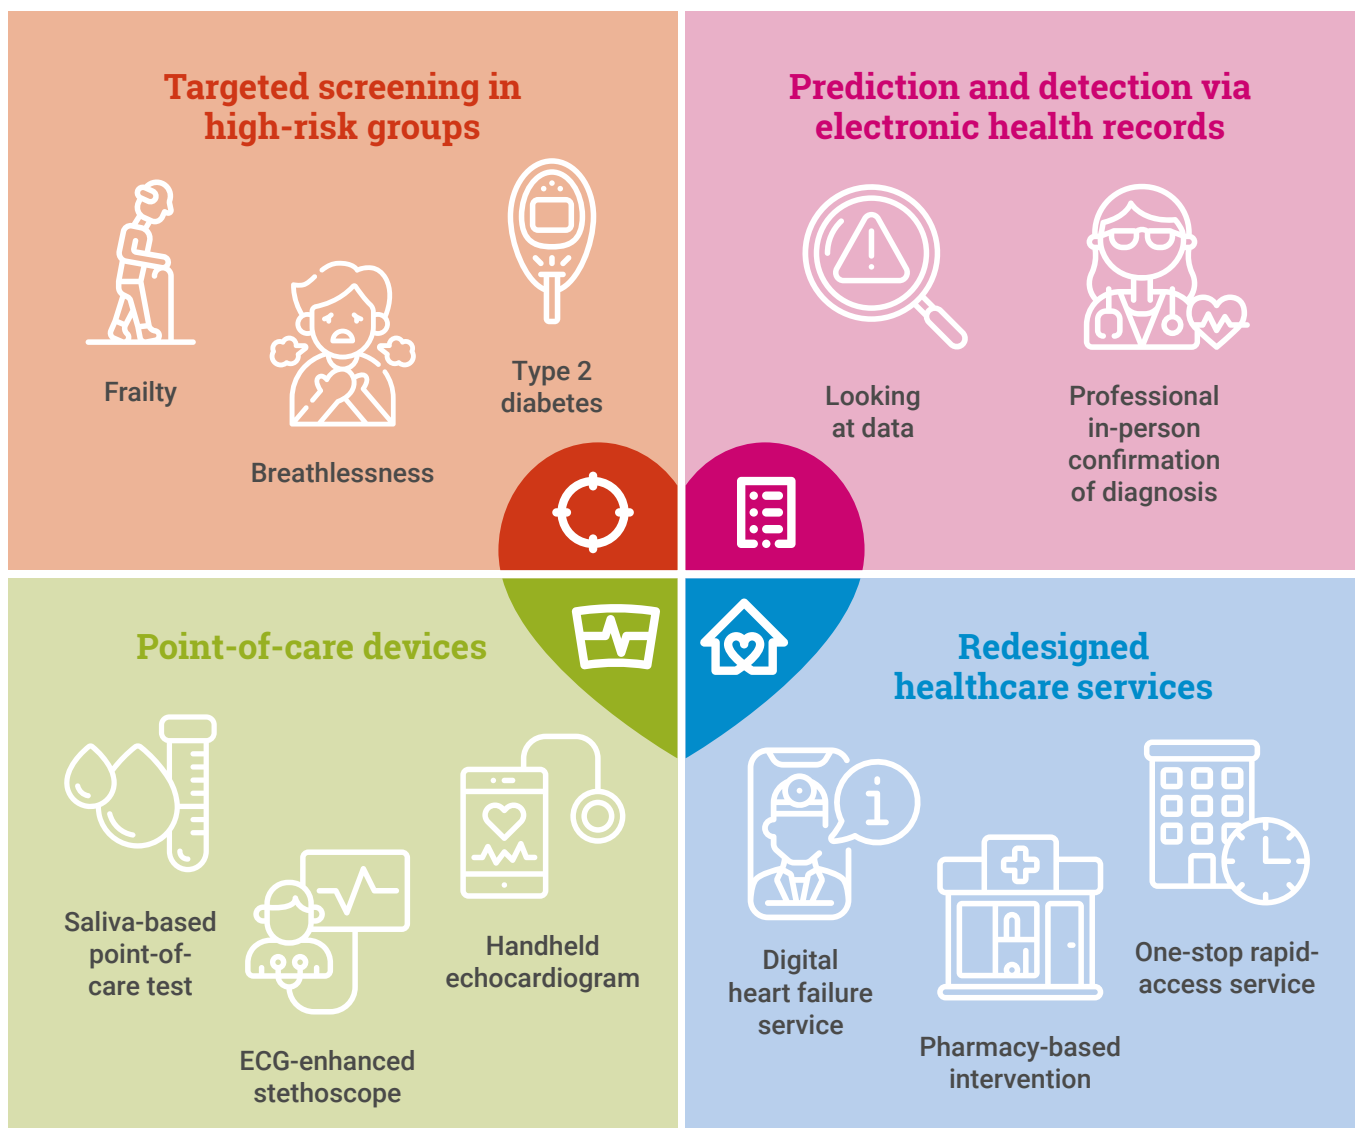 Targeted screening in
high-risk groups
Frailty
Breathlessness
Type 2
diabetes
Prediction and detection via
electronic health records
Looking
at data
Professional
in-person
confirmation
of diagnosis
Point-of-care devices
Saliva-based
point-of-
care test
ECG-enhanced
stethoscope
Handheld
echocardiogram
Redesigned
healthcare services
i
Digital
heart failure
service
Pharmacy-based
intervention
One-stop rapid-
access service